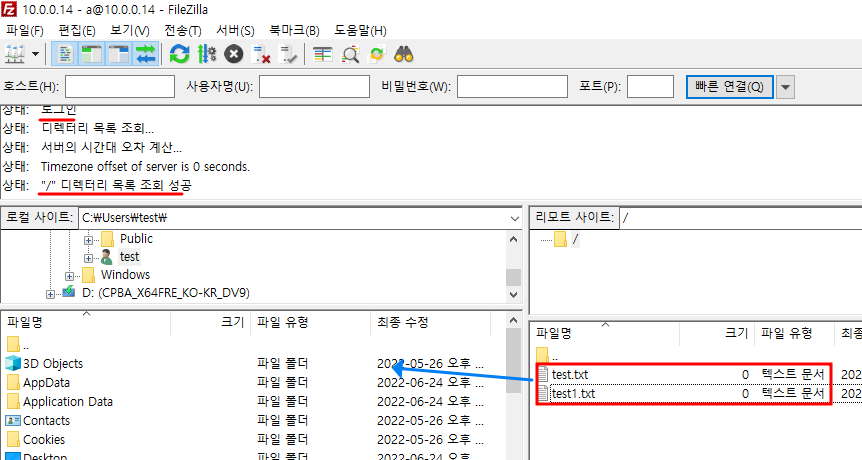 10.0.0.14 - a@10.0.0.14 - FileZilla
파일(F) 편집(E) 보기(V) 전송(T) 서버(S) 북마크(B) 도움말(H)
호스트(H): 사용자명(U): 비밀번호(W): 포트(P): 빠른 연결(Q)
상태: 로그인
상태: 디렉터리 목록 조회...
상태: 서버의 시간대 오차 계산...
상태: Timezone offset of server is 0 seconds.
상태: "/" 디렉터리 목록 조회 성공
로컬 사이트: C:₩Users₩test₩
Public
test
Windows
D: (CPBA_X64FRE_KO-KR_DV9)
파일명 크기 파일 유형 최종 수정
..
3D Objects 파일 폴더 2022-05-26 오후 ...
AppData 파일 폴더 2022-06-24 오후 ...
Application Data 파일 폴더 2022-06-24 오후 ...
Contacts 파일 폴더 2022-05-26 오후 ...
Cookies 파일 폴더 2022-05-26 오후 ...
Desktop 파일 폴더 2022-06-24 오후 ...
리모트 사이트: /
/
파일명 크기 파일 유형 최종
..
test.txt 0 텍스트 문서 202
test1.txt 0 텍스트 문서 202